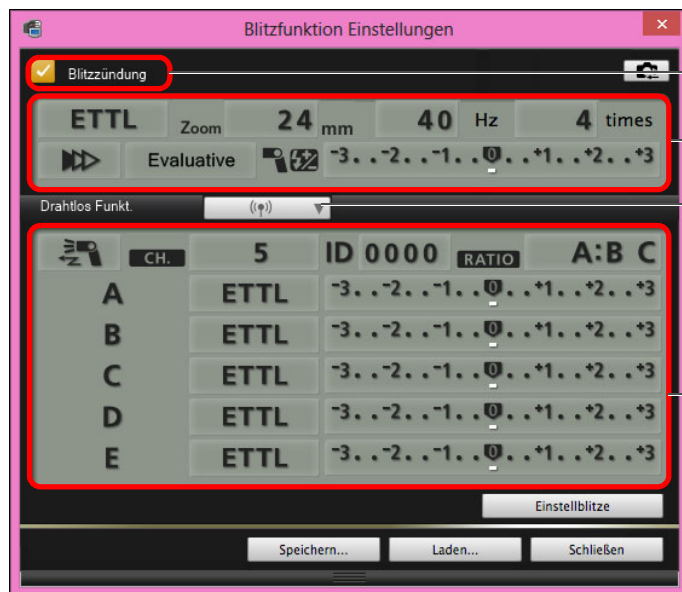 Blitzfunktion Einstellungen
Blitzzündung
ETTL Zoom 24 mm 40 Hz 4 times
Evaluative -3..-2..-1..0..+1..+2..+3
Drahtlos Funkt.
CH. 5 ID 0000 RATIO A:B C
A ETTL -3..-2..-1..0..+1..+2..+3
B ETTL -3..-2..-1..0..+1..+2..+3
C ETTL -3..-2..-1..0..+1..+2..+3
D ETTL -3..-2..-1..0..+1..+2..+3
E ETTL -3..-2..-1..0..+1..+2..+3
Einstellblitze
Speichern... Laden... Schließen